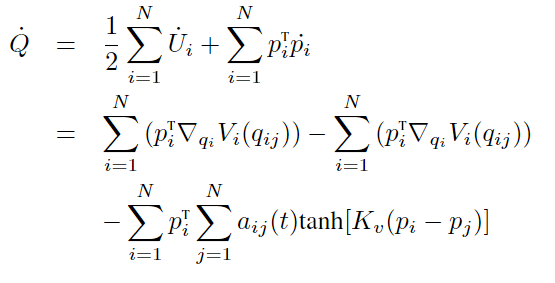 Q̇ = 1/2 ∑_{i=1}^{N} U̇_i + ∑_{i=1}^{N} p_i^T ṗ_i
= ∑_{i=1}^{N} (p_i^T ∇_{q_i} V_i(q_{ij})) − ∑_{i=1}^{N} (p_i^T ∇_{q_i} V_i(q_{ij}))
− ∑_{i=1}^{N} p_i^T ∑_{j=1}^{N} a_{ij}(t)tanh[K_v(p_i − p_j)]